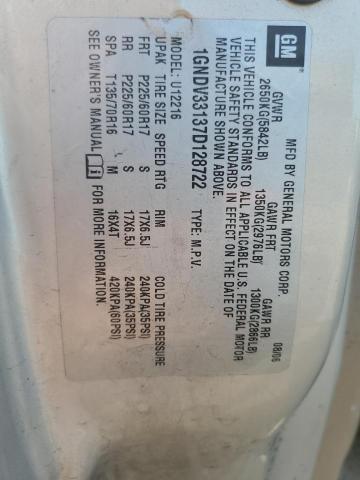 GM
MFD BY GENERAL MOTORS CORP. 08/06
GVWR GAWR FRT GAWR RR
2650KG(5842LB) 1350KG(2976LB) 1300KG(2866LB)
THIS VEHICLE CONFORMS TO ALL APPLICABLE U.S. FEDERAL MOTOR
VEHICLE SAFETY STANDARDS IN EFFECT ON THE DATE OF
MANUFACTURE SHOWN ABOVE.
1GNDV33137D128722 TYPE: M.P.V.
MODEL: U12216
UPAK TIRE SIZE SPEED RTG RIM COLD TIRE PRESSURE
FRT P225/60R17 S 17X6.5J 240KPA(35PSI)
RR P225/60R17 S 17X6.5J 240KPA(35PSI)
SPA T135/70R16 M 16X4T 420KPA(60PSI)
SEE OWNER'S MANUAL FOR MORE INFORMATION